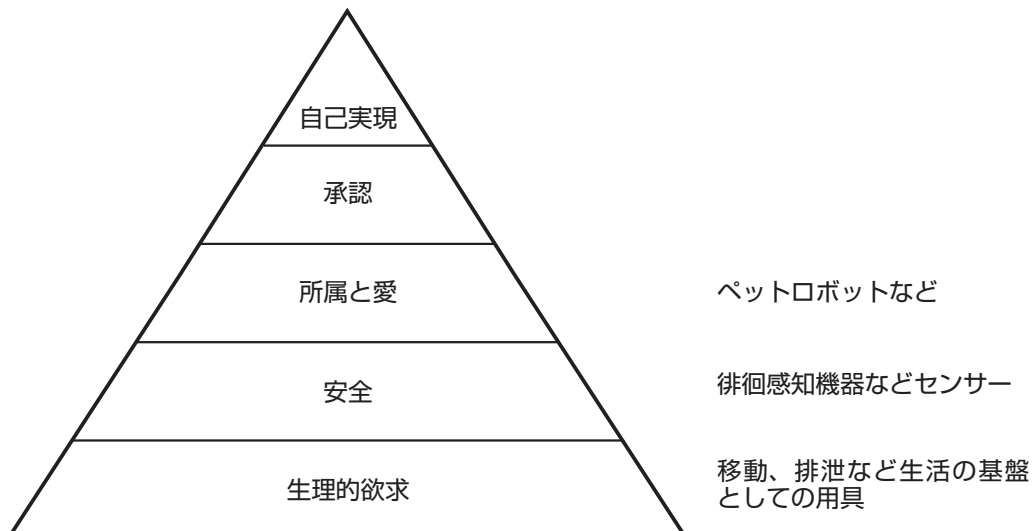 自己実現
承認
所属と愛
ペットロボットなど
安全
徘徊感知機器などセンサー
生理的欲求
移動、排泄など生活の基盤
としての用具